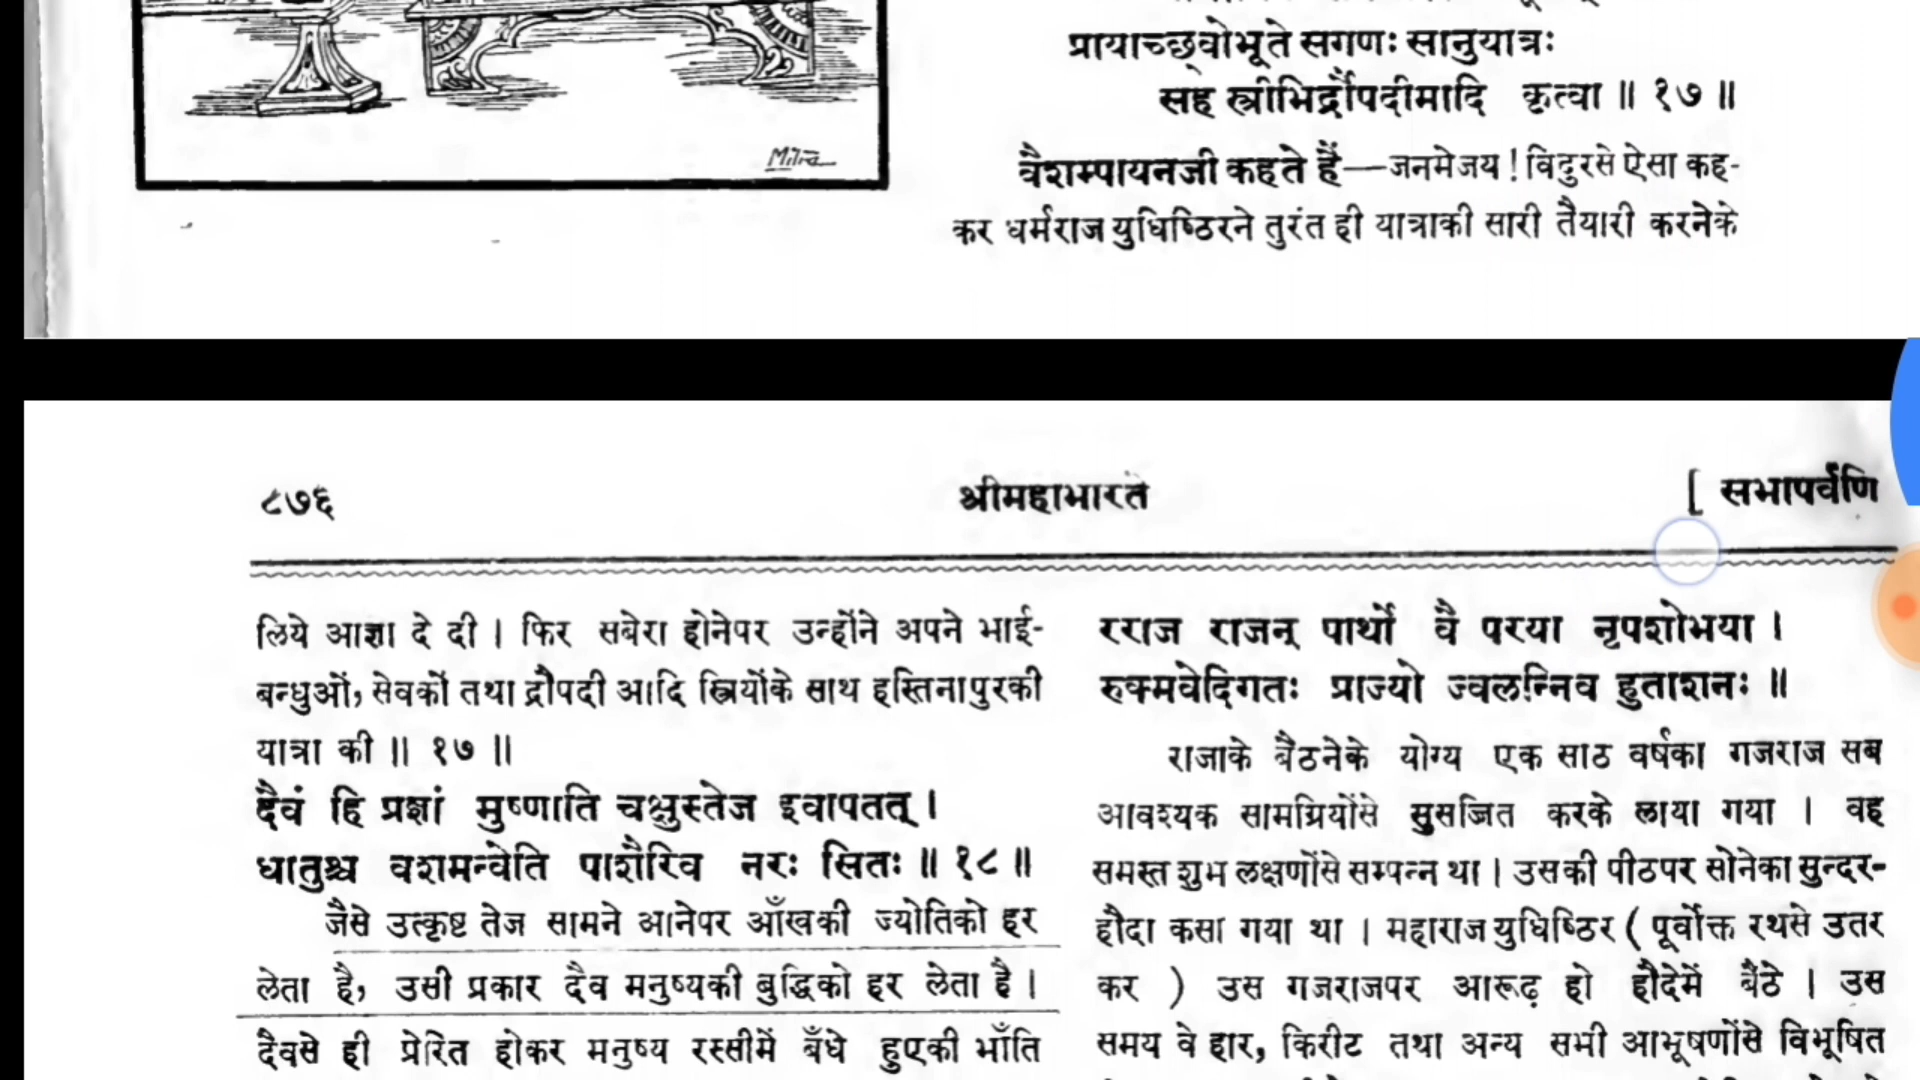 प्रायाच्छ्वोभूते सगणः सानुयात्रः
सह स्त्रीभिर्द्रौपदीमादि कृत्वा ॥ १७ ॥
वैशम्पायनजी कहते हैं—जनमेजय ! विदुरसे ऐसा कह-
कर धर्मराज युधिष्ठिरने तुरंत ही यात्राकी सारी तैयारी करनेके
Mitra
८७६
श्रीमहाभारते
[ सभापर्वणि
लिये आज्ञा दे दी । फिर सबेरा होनेपर उन्होंने अपने भाई-
बन्धुओं, सेवकों तथा द्रौपदी आदि स्त्रियोंके साथ हस्तिनापुरकी
यात्रा की ॥ १७ ॥
दैवं हि प्रज्ञां मुष्णाति चक्षुस्तेज इवापतत् ।
धातुश्च वशमन्वेति पाशैरिव नरः सितः ॥ १८ ॥
जैसे उत्कृष्ट तेज सामने आनेपर आँखकी ज्योतिको हर
लेता है, उसी प्रकार दैव मनुष्यकी बुद्धिको हर लेता है ।
दैवसे ही प्रेरित होकर मनुष्य रस्सीमें बँधे हुएकी भाँति
रराज राजन् पार्थो वै परया नृपशोभया ।
रुक्मवेदिगतः प्राज्यो ज्वलन्निव हुताशनः ॥
राजाके बैठनेके योग्य एक साठ वर्षका गजराज सब
आवश्यक सामग्रियोंसे सुसज्जित करके लाया गया । वह
समस्त शुभ लक्षणोंसे सम्पन्न था । उसकी पीठपर सोनेका सुन्दर-
हौदा कसा गया था । महाराज युधिष्ठिर ( पूर्वोक्त रथसे उतर
कर ) उस गजराजपर आरूढ़ हो हौदेमें बैठे । उस
समय वे हार, किरीट तथा अन्य सभी आभूषणोंसे विभूषित